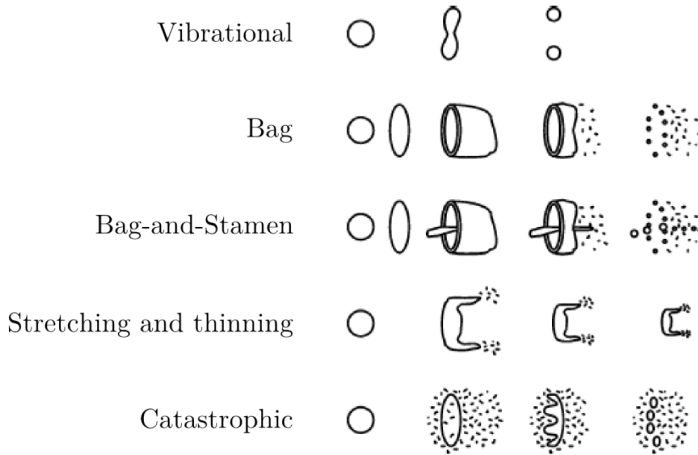 Vibrational
Bag
Bag-and-Stamen
Stretching and thinning
Catastrophic